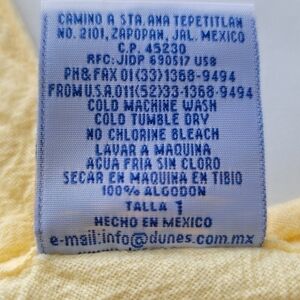 CAMINO A STA. ANA TEPETITLAN
NO. 2101, ZAPOPAN, JAL. MEXICO
C.P. 45230
RFC: JIDP 690517 US8
PH & FAX 01(33)1368-9494
FROM U.S.A. 011(52)33-1368-9494
COLD MACHINE WASH
COLD TUMBLE DRY
NO CHLORINE BLEACH
LAVAR A MAQUINA
AGUA FRIA SIN CLORO
SECAR EN MAQUINA EN TIBIO
100% ALGODON
TALLA 1
HECHO EN MEXICO
e-mail:info@dunes.com.mx